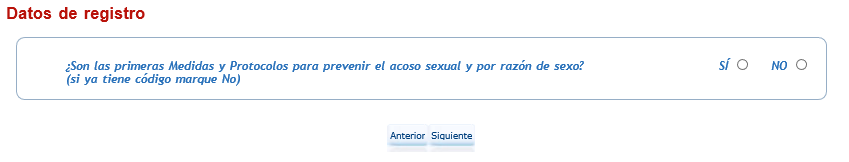 Datos de registro
¿Son las primeras Medidas y Protocolos para prevenir el acoso sexual y por razón de sexo? SÍ NO
(si ya tiene código marque No)
Anterior Siguiente